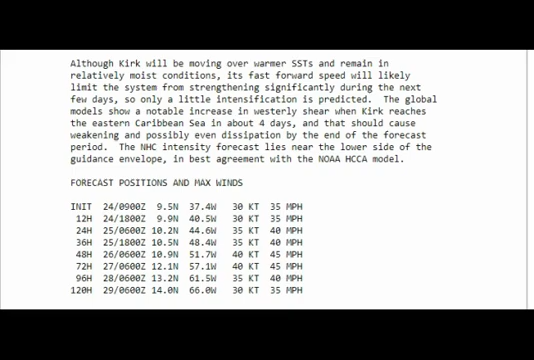 Although Kirk will be moving over warmer SSTs and remain in
relatively moist conditions, its fast forward speed will likely
limit the system from strengthening significantly during the next
few days, so only a little intensification is predicted. The global
models show a notable increase in westerly shear when Kirk reaches
the eastern Caribbean Sea in about 4 days, and that should cause
weakening and possibly even dissipation by the end of the forecast
period. The NHC intensity forecast lies near the lower side of the
guidance envelope, in best agreement with the NOAA HCCA model.
FORECAST POSITIONS AND MAX WINDS
INIT 24/0900Z 9.5N 37.4W 30 KT 35 MPH
12H 24/1800Z 9.9N 40.5W 30 KT 35 MPH
24H 25/0600Z 10.2N 44.6W 35 KT 40 MPH
36H 25/1800Z 10.5N 48.4W 35 KT 40 MPH
48H 26/0600Z 10.9N 51.7W 40 KT 45 MPH
72H 27/0600Z 12.1N 57.1W 40 KT 45 MPH
96H 28/0600Z 13.2N 61.5W 35 KT 40 MPH
120H 29/0600Z 14.0N 66.0W 30 KT 35 MPH